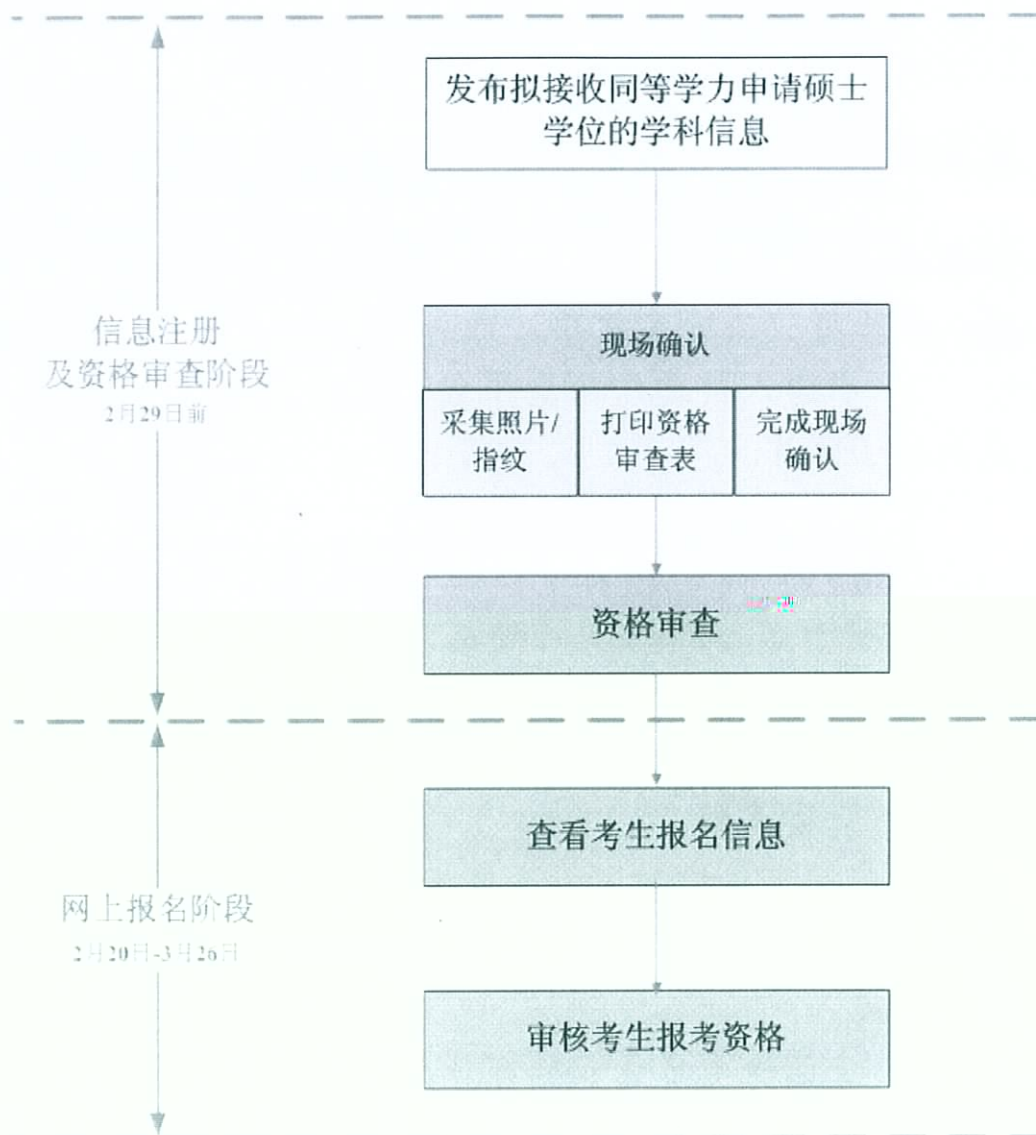 发布拟接收同等学力申请硕士
学位的学科信息
信息注册
及资格审查阶段
2月29日前
现场确认
采集照片/
指纹
打印资格
审查表
完成现场
确认
资格审查
查看考生报名信息
网上报名阶段
2月20日-3月26日
审核考生报考资格